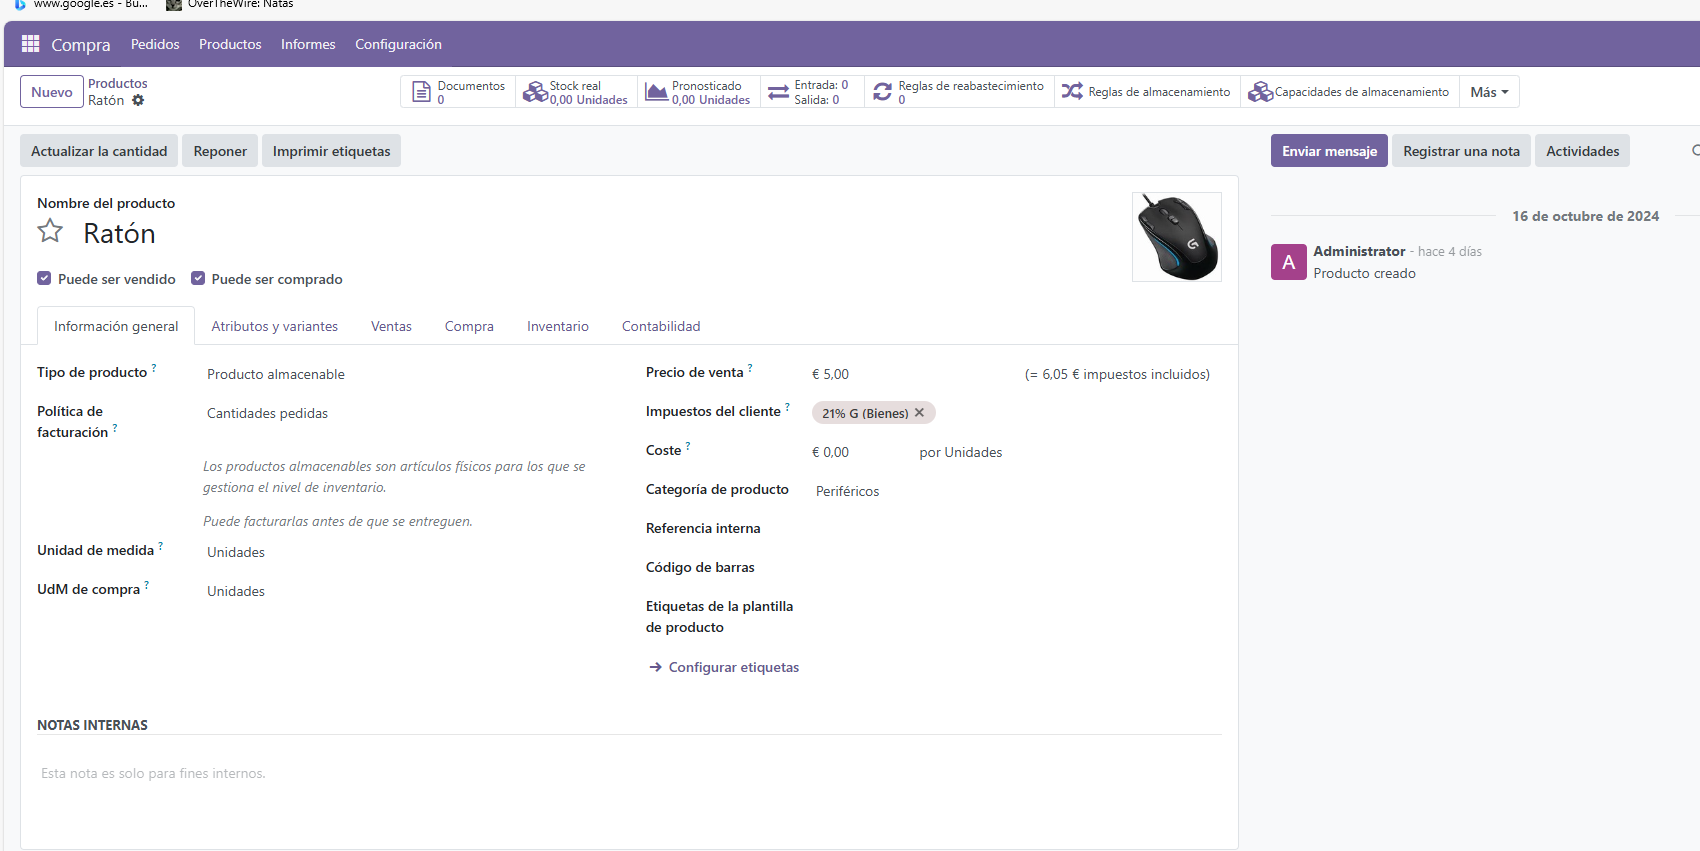 www.google.es - Bu...
OverTheWire: Natas
Compra Pedidos Productos Informes Configuración
Nuevo
Productos
Ratón
Documentos
0
Stock real
0,00 Unidades
Pronosticado
0,00 Unidades
Entrada: 0
Salida: 0
Reglas de reabastecimiento
0
Reglas de almacenamiento
Capacidades de almacenamiento
Más
Actualizar la cantidad Reponer Imprimir etiquetas
Enviar mensaje Registrar una nota Actividades
Nombre del producto
Ratón
Puede ser vendido Puede ser comprado
Información general Atributos y variantes Ventas Compra Inventario Contabilidad
Tipo de producto ? Producto almacenable
Política de
facturación ? Cantidades pedidas
Los productos almacenables son artículos físicos para los que se
gestiona el nivel de inventario.
Puede facturarlas antes de que se entreguen.
Unidad de medida ? Unidades
UdM de compra ? Unidades
Precio de venta ? € 5,00 (= 6,05 € impuestos incluidos)
Impuestos del cliente ? 21% G (Bienes) ✕
Coste ? € 0,00 por Unidades
Categoría de producto Periféricos
Referencia interna
Código de barras
Etiquetas de la plantilla
de producto
→ Configurar etiquetas
NOTAS INTERNAS
Esta nota es solo para fines internos.
16 de octubre de 2024
A
Administrator - hace 4 días
Producto creado